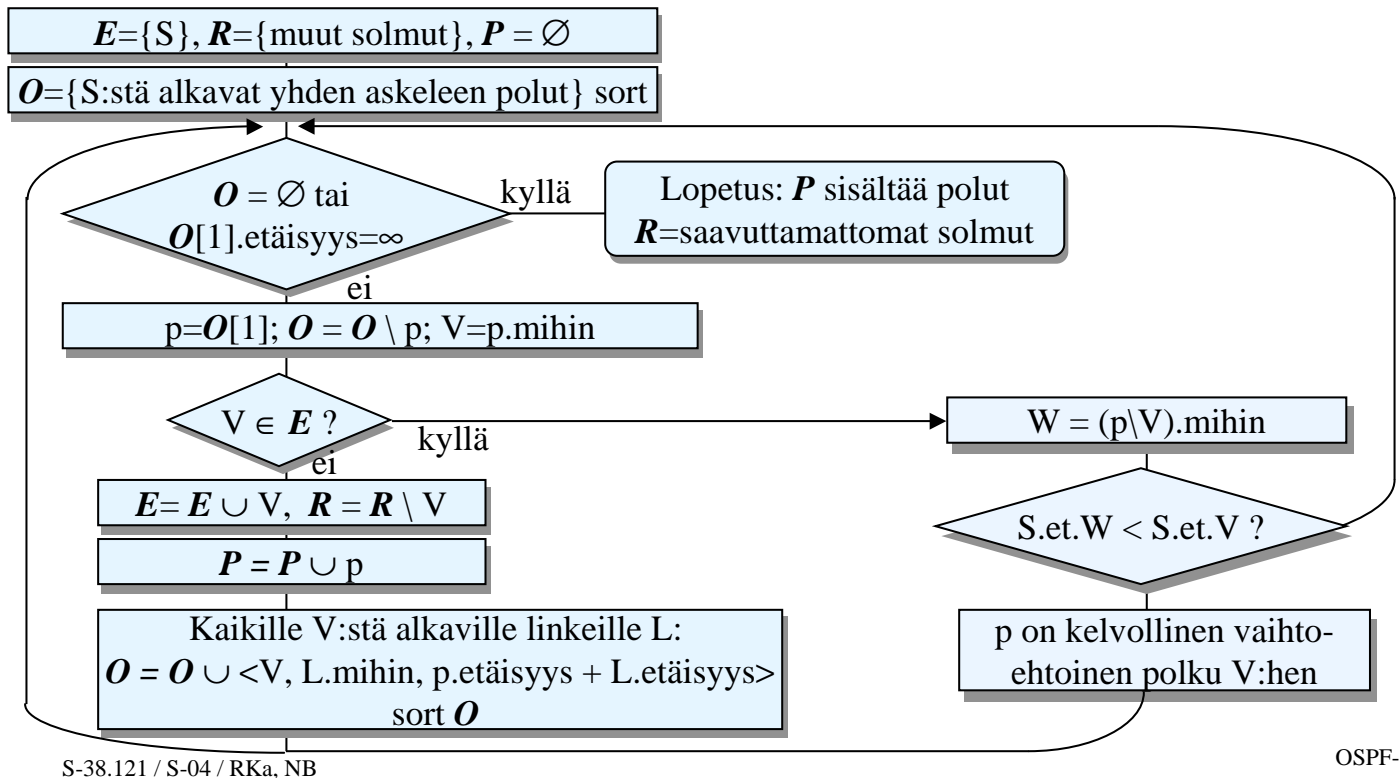 E={S}, R={muut solmut}, P = ∅
O={S:stä alkavat yhden askeleen polut} sort
O = ∅ tai
O[1].etäisyys=∞
kyllä
Lopetus: P sisältää polut
R=saavuttamattomat solmut
ei
p=O[1]; O = O \ p; V=p.mihin
V ∈ E ?
kyllä
ei
W = (p\V).mihin
E= E ∪ V, R = R \ V
S.et.W < S.et.V ?
P = P ∪ p
Kaikille V:stä alkaville linkeille L:
O = O ∪ <V, L.mihin, p.etäisyys + L.etäisyys>
sort O
p on kelvollinen vaihto-
ehtoinen polku V:hen
S-38.121 / S-04 / RKa, NB
OSPF-